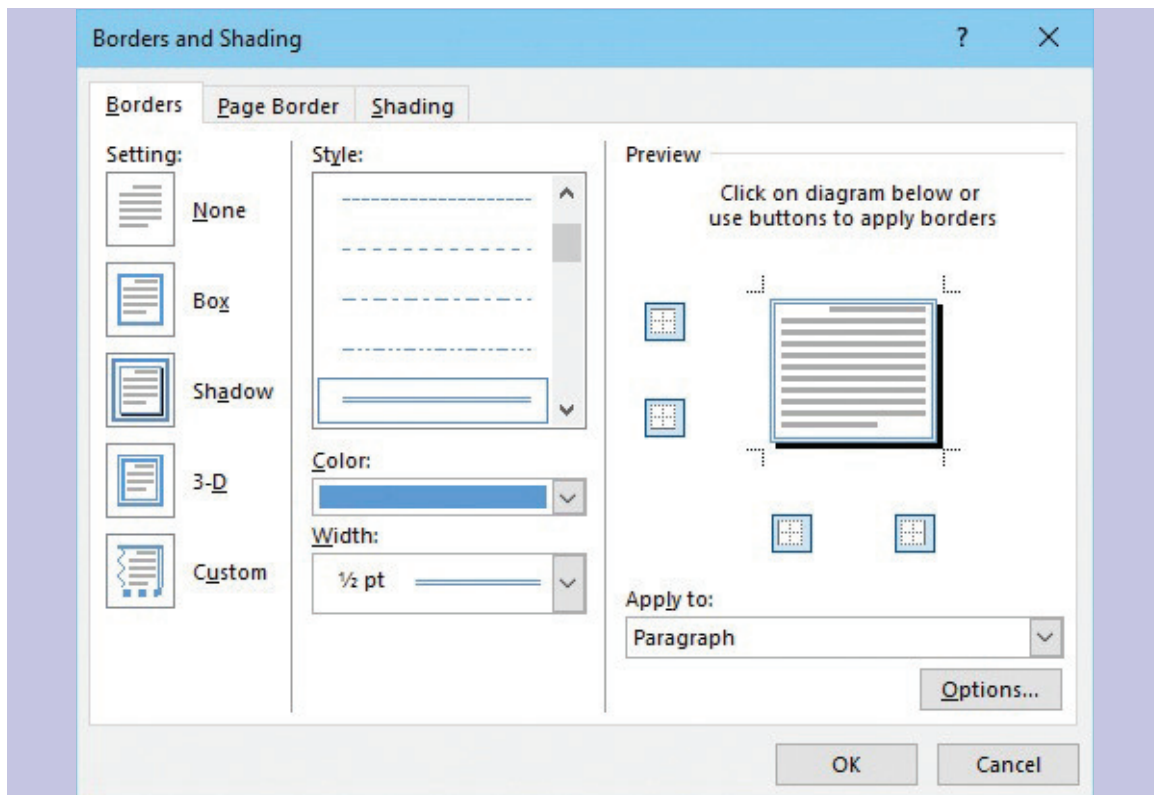 Borders and Shading
?
Borders
Page Border
Shading
Setting:
None
Box
Shadow
3-D
Custom
Style:
Color:
Width:
½ pt
Preview
Click on diagram below or
use buttons to apply borders
Apply to:
Paragraph
Options...
OK
Cancel